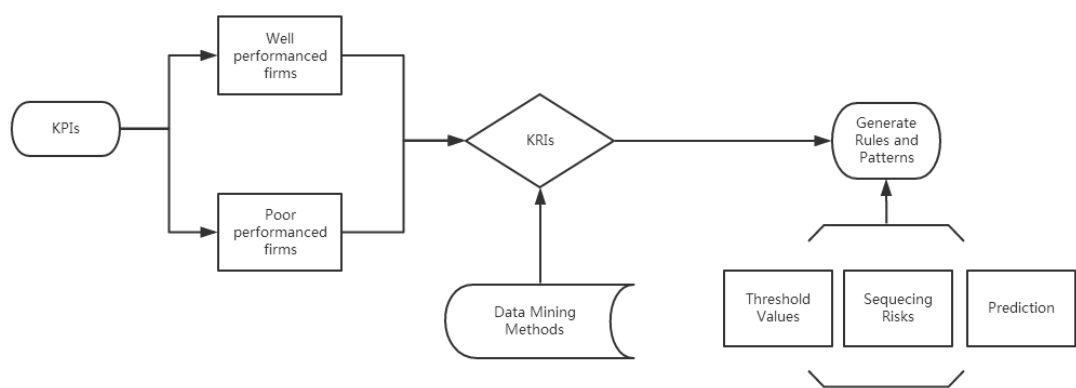 Well
performanced
firms
KPIs
KRIs
Generate
Rules and
Patterns
Poor
performanced
firms
Data Mining
Methods
Threshold
Values
Sequecing
Risks
Prediction